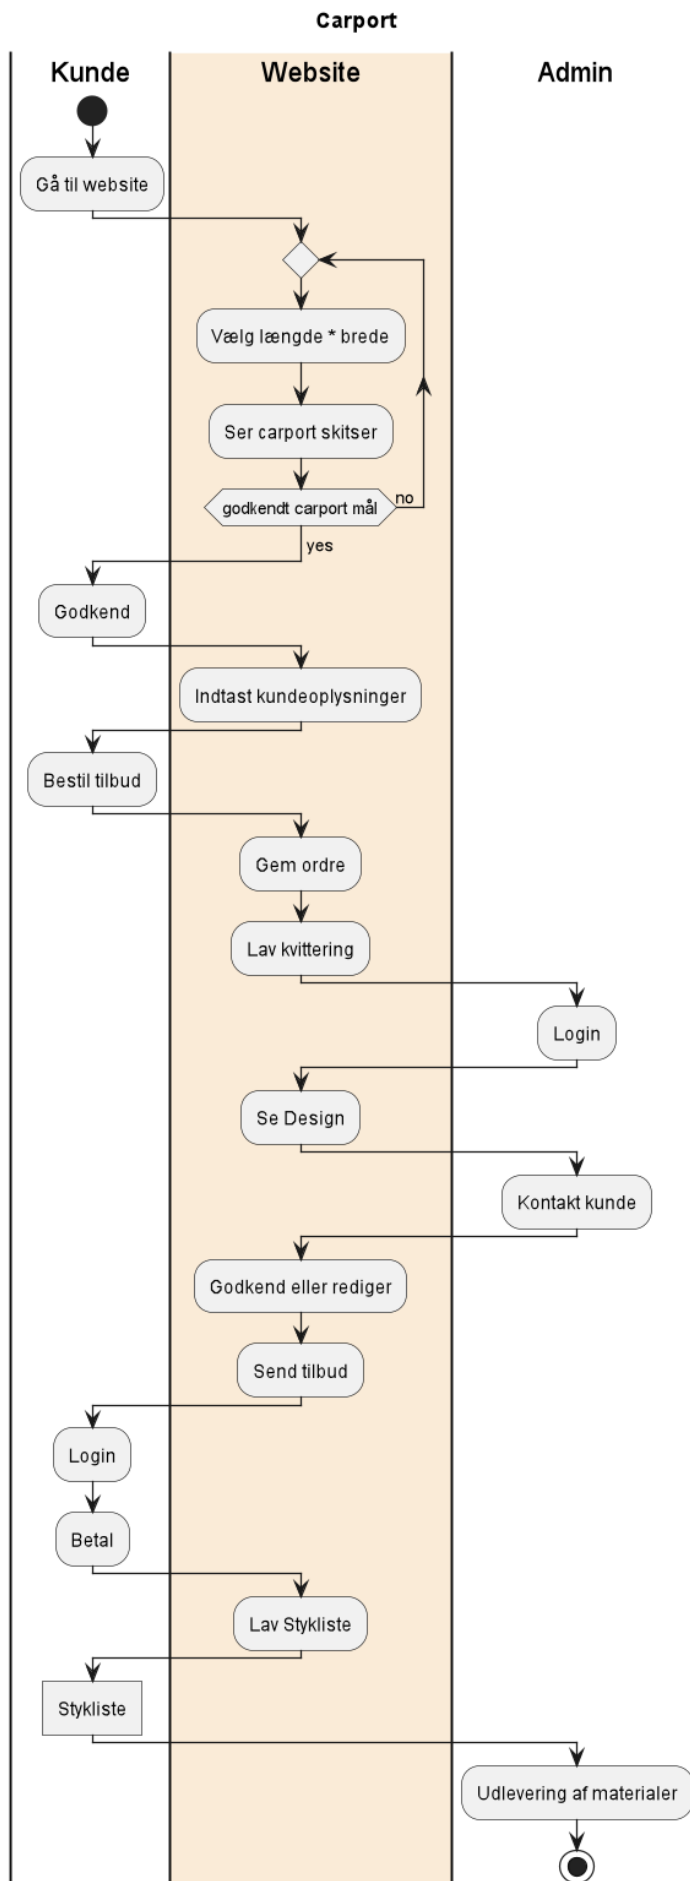 Carport
Kunde
Website
Admin
Gå til website
Vælg længde * brede
Ser carport skitser
godkendt carport mål
no
yes
Godkend
Indtast kundeoplysninger
Bestil tilbud
Gem ordre
Lav kvittering
Login
Se Design
Kontakt kunde
Godkend eller rediger
Send tilbud
Login
Betal
Lav Stykliste
Stykliste
Udlevering af materialer